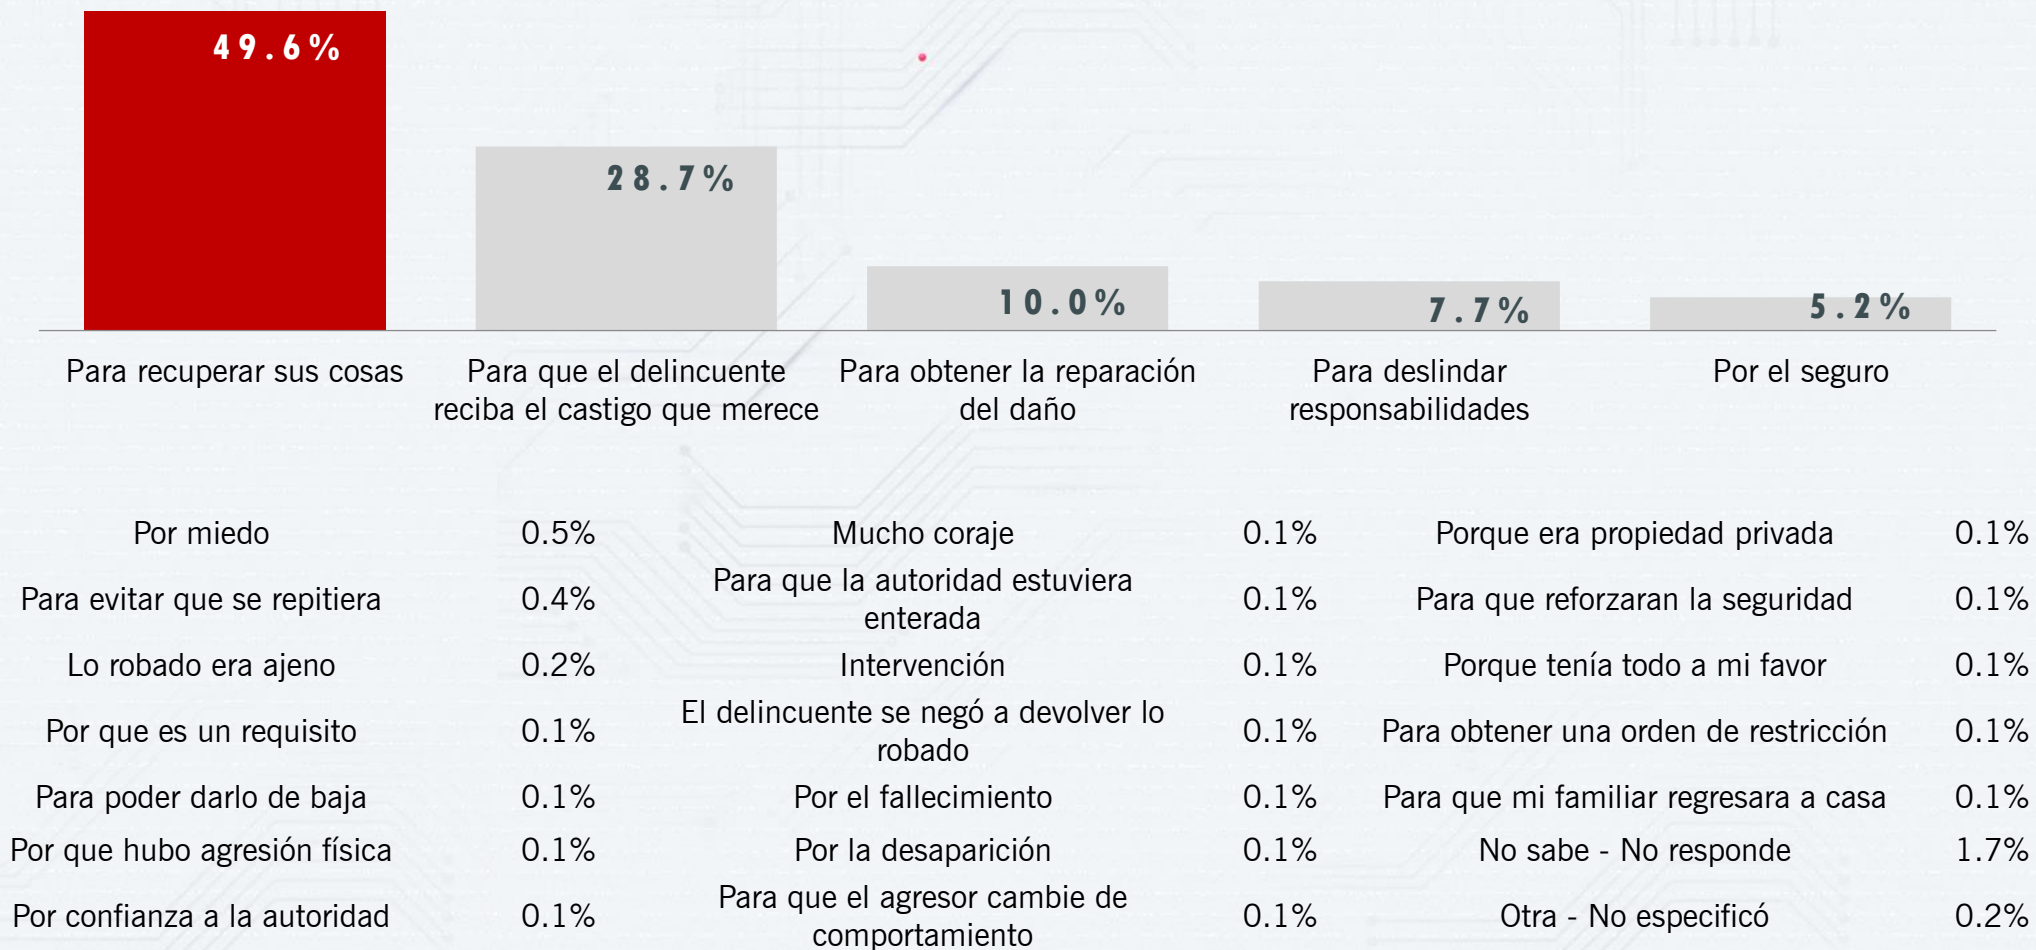 49.6%
28.7%
10.0%
7.7%
5.2%
Para recuperar sus cosas
Para que el delincuente
reciba el castigo que merece
Para obtener la reparación
del daño
Para deslindar
responsabilidades
Por el seguro
Por miedo 0.5%
Para evitar que se repitiera 0.4%
Lo robado era ajeno 0.2%
Por que es un requisito 0.1%
Para poder darlo de baja 0.1%
Por que hubo agresión física 0.1%
Por confianza a la autoridad 0.1%
Mucho coraje 0.1%
Para que la autoridad estuviera
enterada 0.1%
Intervención 0.1%
El delincuente se negó a devolver lo
robado 0.1%
Por el fallecimiento 0.1%
Por la desaparición 0.1%
Para que el agresor cambie de
comportamiento 0.1%
Porque era propiedad privada 0.1%
Para que reforzaran la seguridad 0.1%
Porque tenía todo a mi favor 0.1%
Para obtener una orden de restricción 0.1%
Para que mi familiar regresara a casa 0.1%
No sabe - No responde 1.7%
Otra - No especificó 0.2%